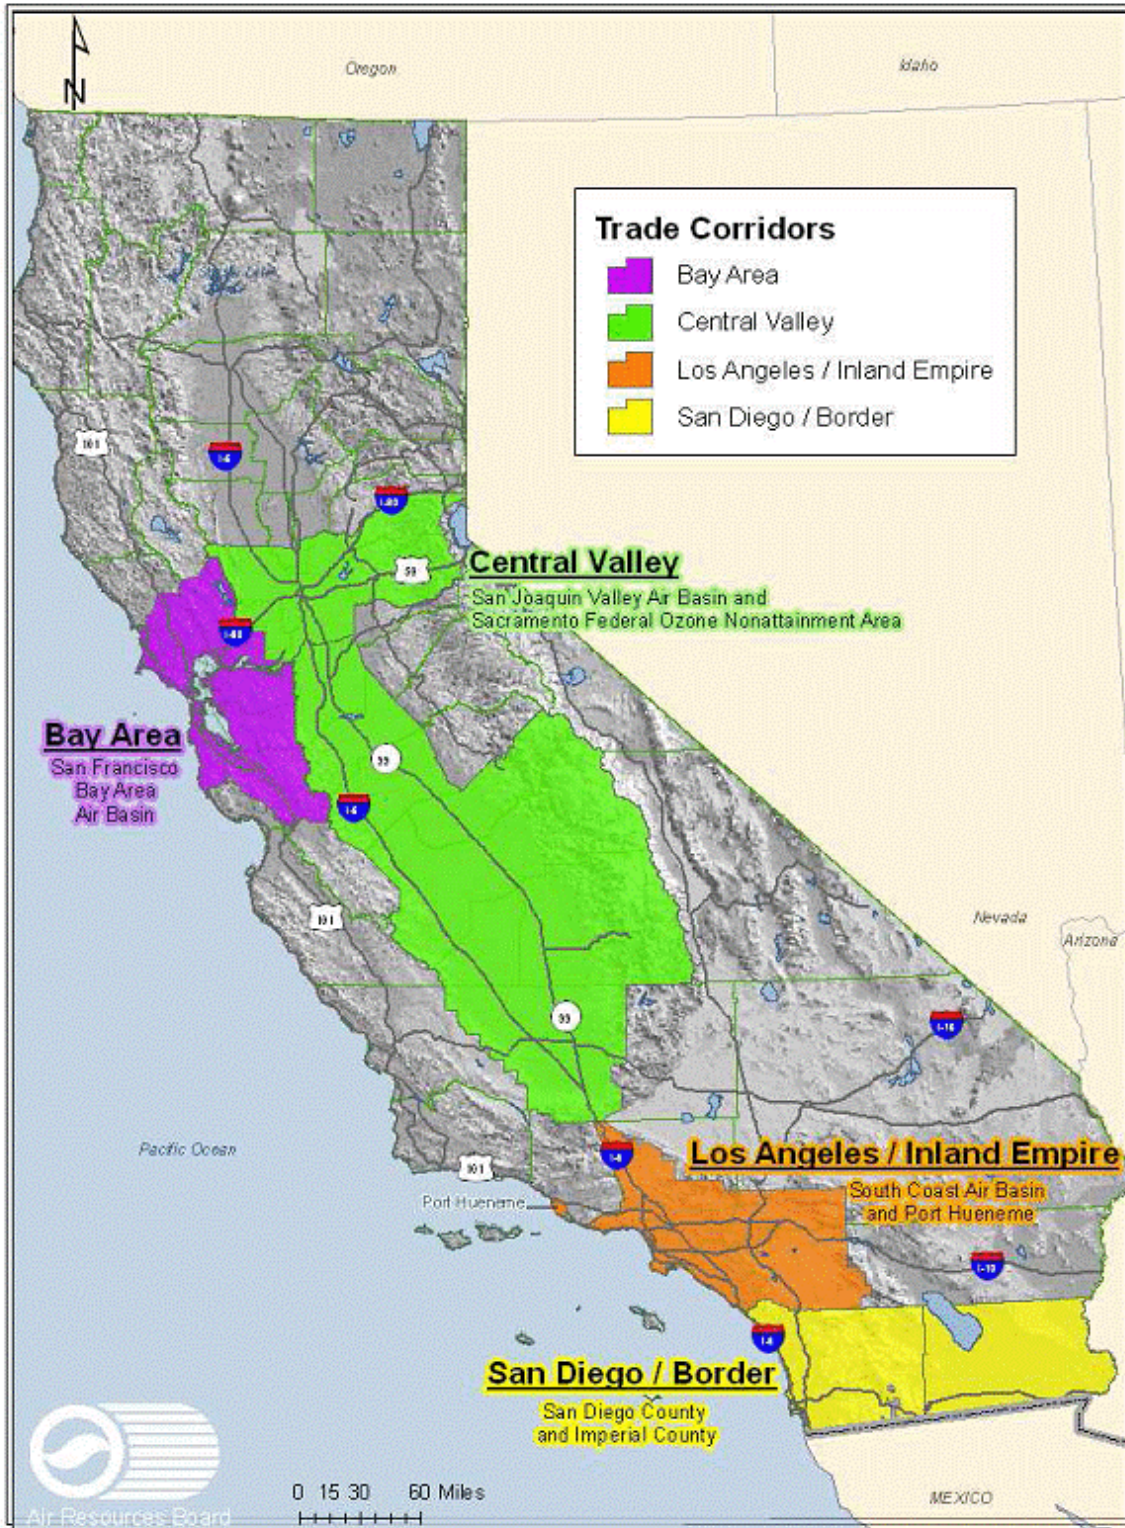 N
Oregon
Idaho
Trade Corridors
Bay Area
Central Valley
Los Angeles / Inland Empire
San Diego / Border
101
I-5
I-80
50
Central Valley
San Joaquin Valley Air Basin and
Sacramento Federal Ozone Nonattainment Area
I-80
Bay Area
San Francisco
Bay Area
Air Basin
99
I-5
101
Nevada
Arizona
99
I-15
Pacific Ocean
101
I-5
Los Angeles / Inland Empire
South Coast Air Basin
and Port Hueneme
Port Hueneme
I-10
I-5
San Diego / Border
San Diego County
and Imperial County
0 15 30 60 Miles
MEXICO
Air Resources Board